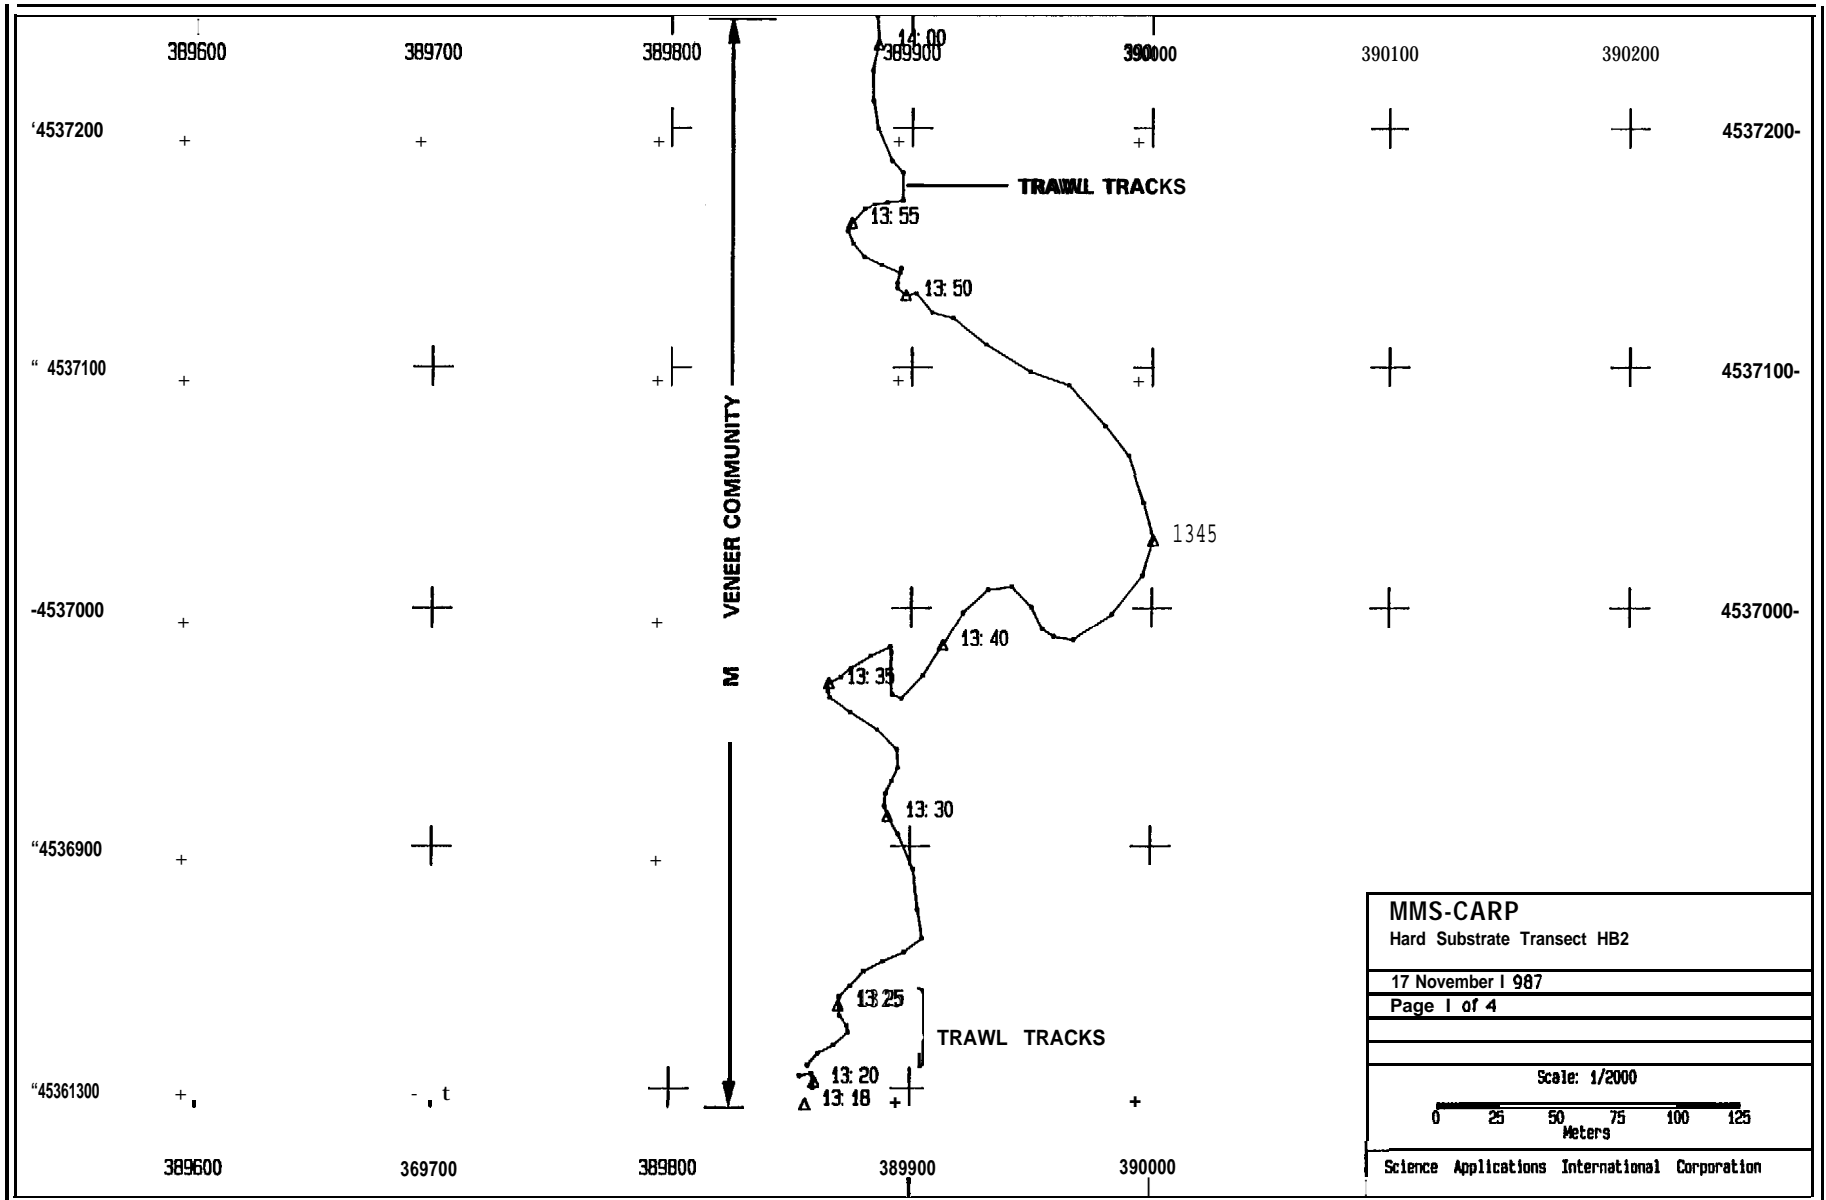 389600 389700 389800 389900 390000 390100 390200
14:00
‘4537200 4537200-
TRAWL TRACKS
13:55
13:50
“ 4537100 4537100-
VENEER COMMUNITY
M
1345
-4537000 4537000-
13:40
13:35
13:30
“4536900
13:25
TRAWL TRACKS
13:20
“45361300
- t
13:18
389600 369700 389800 389900 390000
MMS-CARP
Hard Substrate Transect HB2
17 November I 987
Page I of 4
Scale: 1/2000
0 25 50 75 100 125
Meters
Science Applications International Corporation